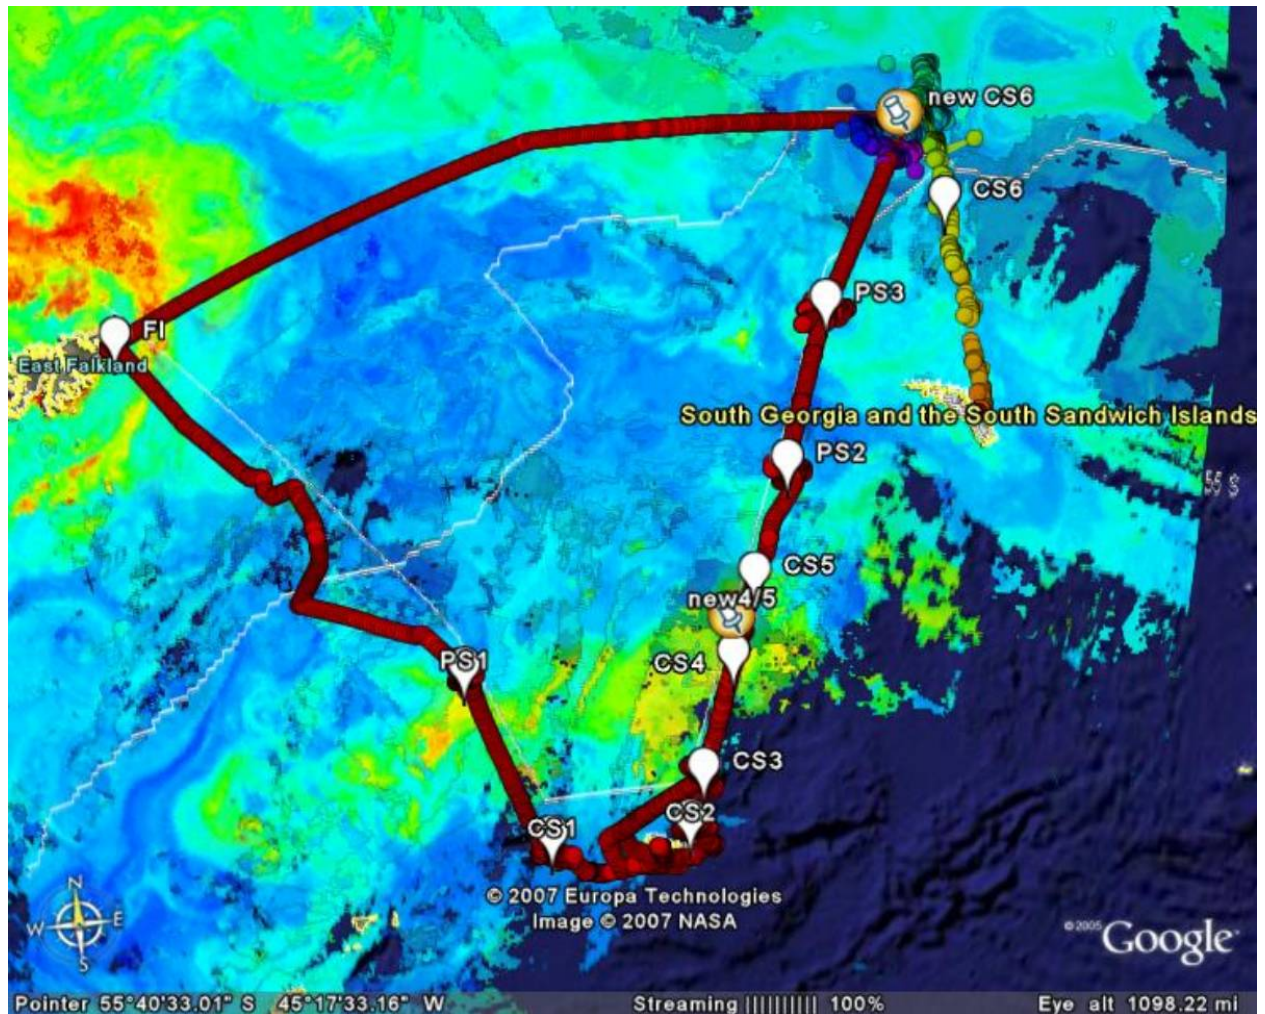 new CS6
CS6
PS3
FI
East Falkland
South Georgia and the South Sandwich Islands
PS2
55 S
CS5
new4/5
CS4
PS1
CS3
CS2
CS1
© 2007 Europa Technologies
Image © 2007 NASA
N
W E
S
©2005 Google
Pointer 55°40'33.01" S 45°17'33.16" W Streaming |||||||||| 100% Eye alt 1098.22 mi